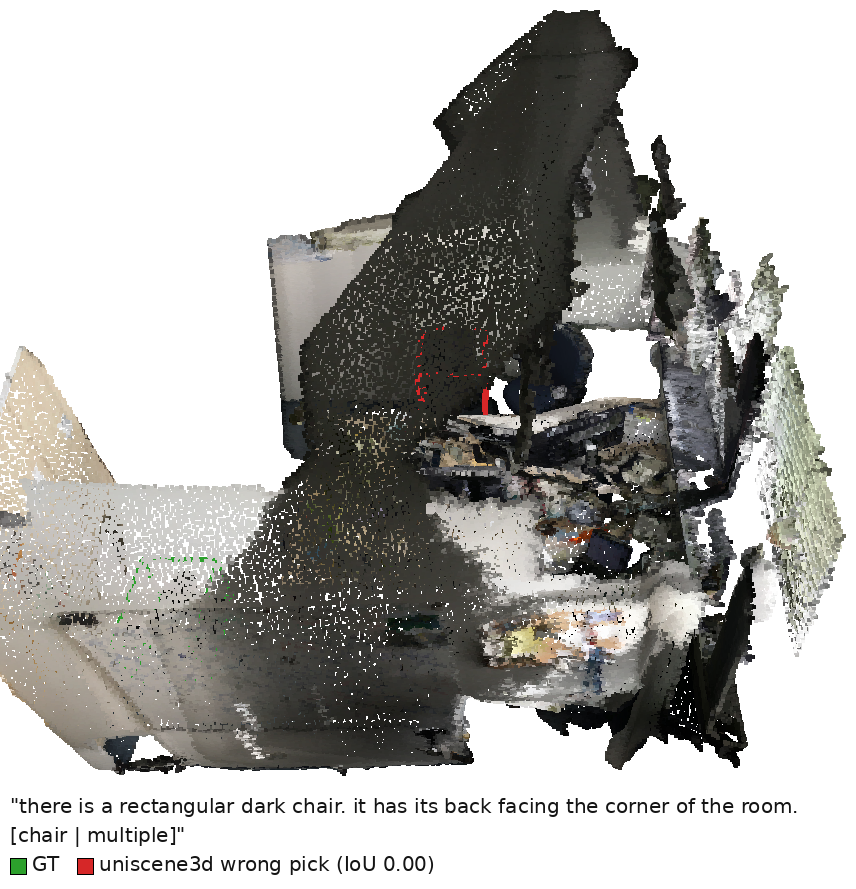 "there is a rectangular dark chair. it has its back facing the corner of the room.
[chair | multiple]"
GT uniscene3d wrong pick (IoU 0.00)